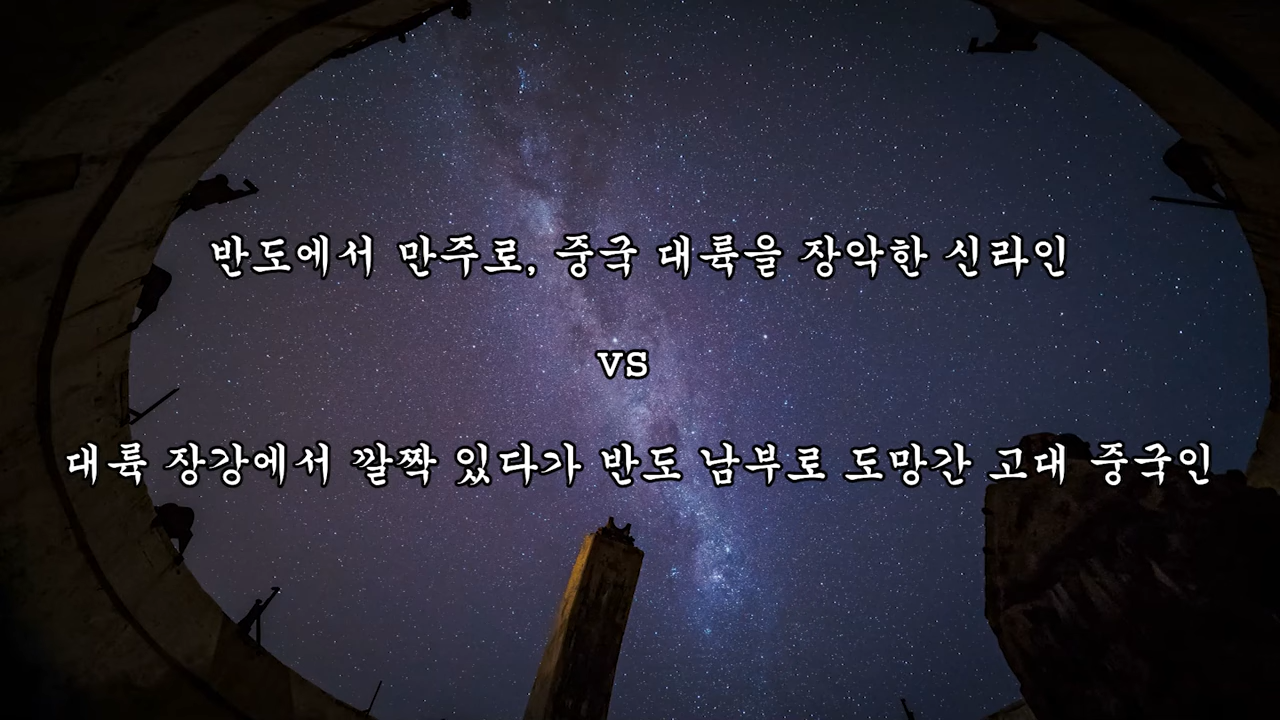 반도에서 만주로, 중국 대륙을 장악한 신라인
vs
대륙 장강에서 깔짝 있다가 반도 남부로 도망간 고대 중국인